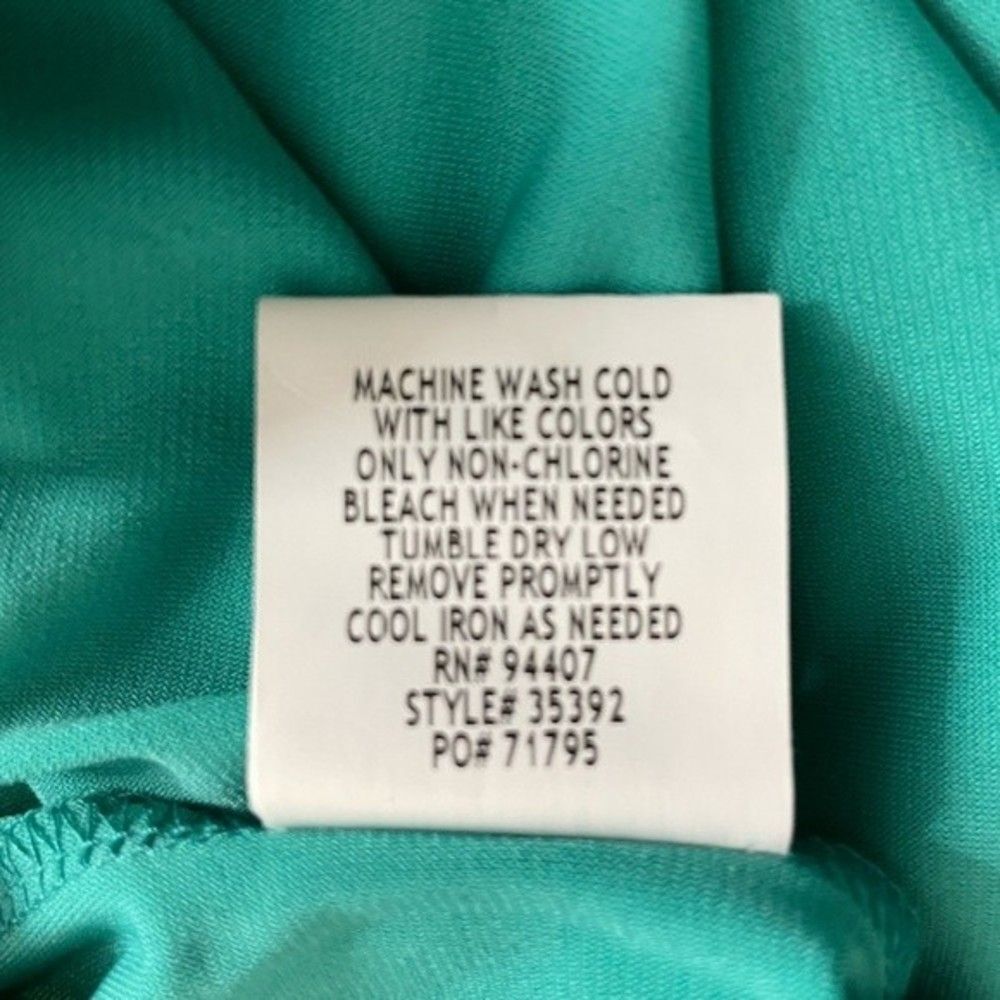 MACHINE WASH COLD
WITH LIKE COLORS
ONLY NON-CHLORINE
BLEACH WHEN NEEDED
TUMBLE DRY LOW
REMOVE PROMPTLY
COOL IRON AS NEEDED
RN# 94407
STYLE# 35392
PO# 71795